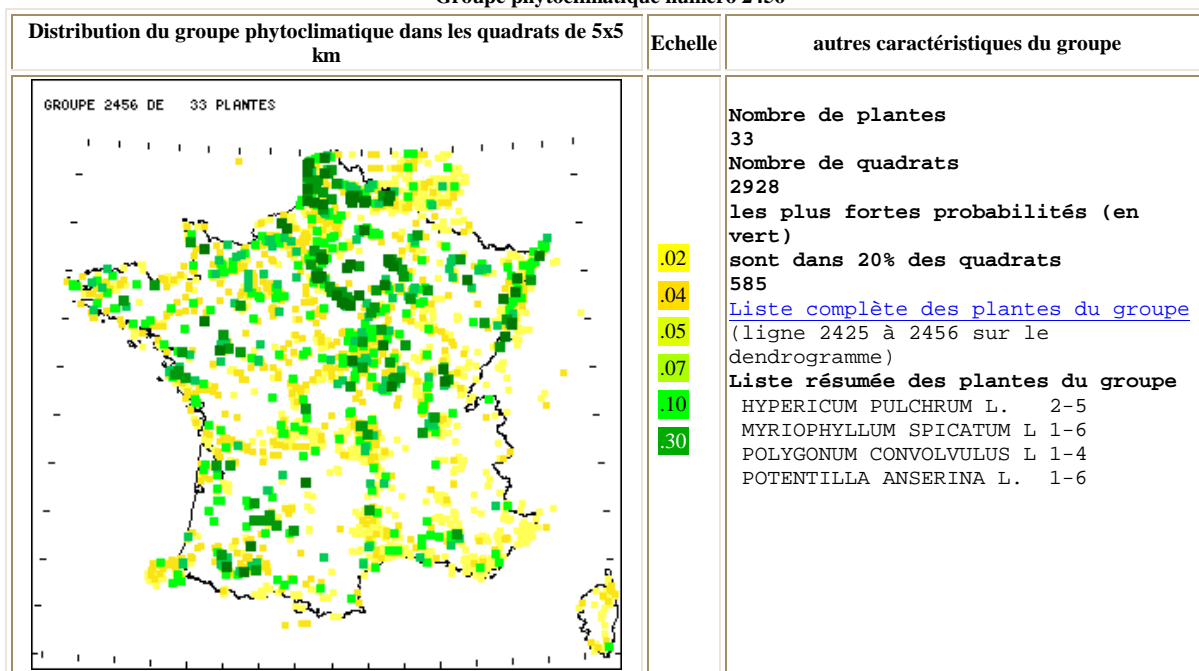 Groupe phytoclimatique numéro 2456
Distribution du groupe phytoclimatique dans les quadrats de 5x5
km
Echelle
autres caractéristiques du groupe
GROUPE 2456 DE 33 PLANTES
.02
.04
.05
.07
.10
.30
Nombre de plantes
33
Nombre de quadrats
2928
les plus fortes probabilités (en
vert)
sont dans 20% des quadrats
585
Liste complète des plantes du groupe
(ligne 2425 à 2456 sur le
dendrogramme)
Liste résumée des plantes du groupe
HYPERICUM PULCHRUM L. 2-5
MYRIOPHYLLUM SPICATUM L 1-6
POLYGONUM CONVOLVULUS L 1-4
POTENTILLA ANSERINA L. 1-6